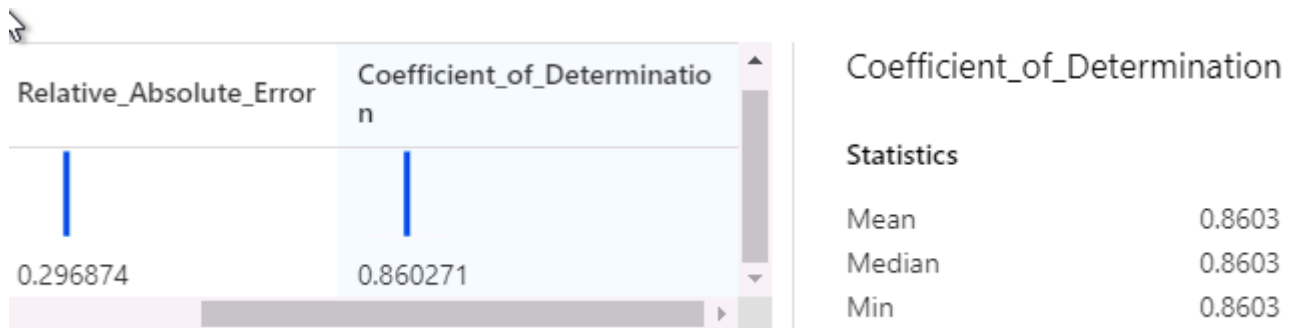 Relative_Absolute_Error
Coefficient_of_Determinatio
n
0.296874
0.860271
Coefficient_of_Determination
Statistics
Mean 0.8603
Median 0.8603
Min 0.8603